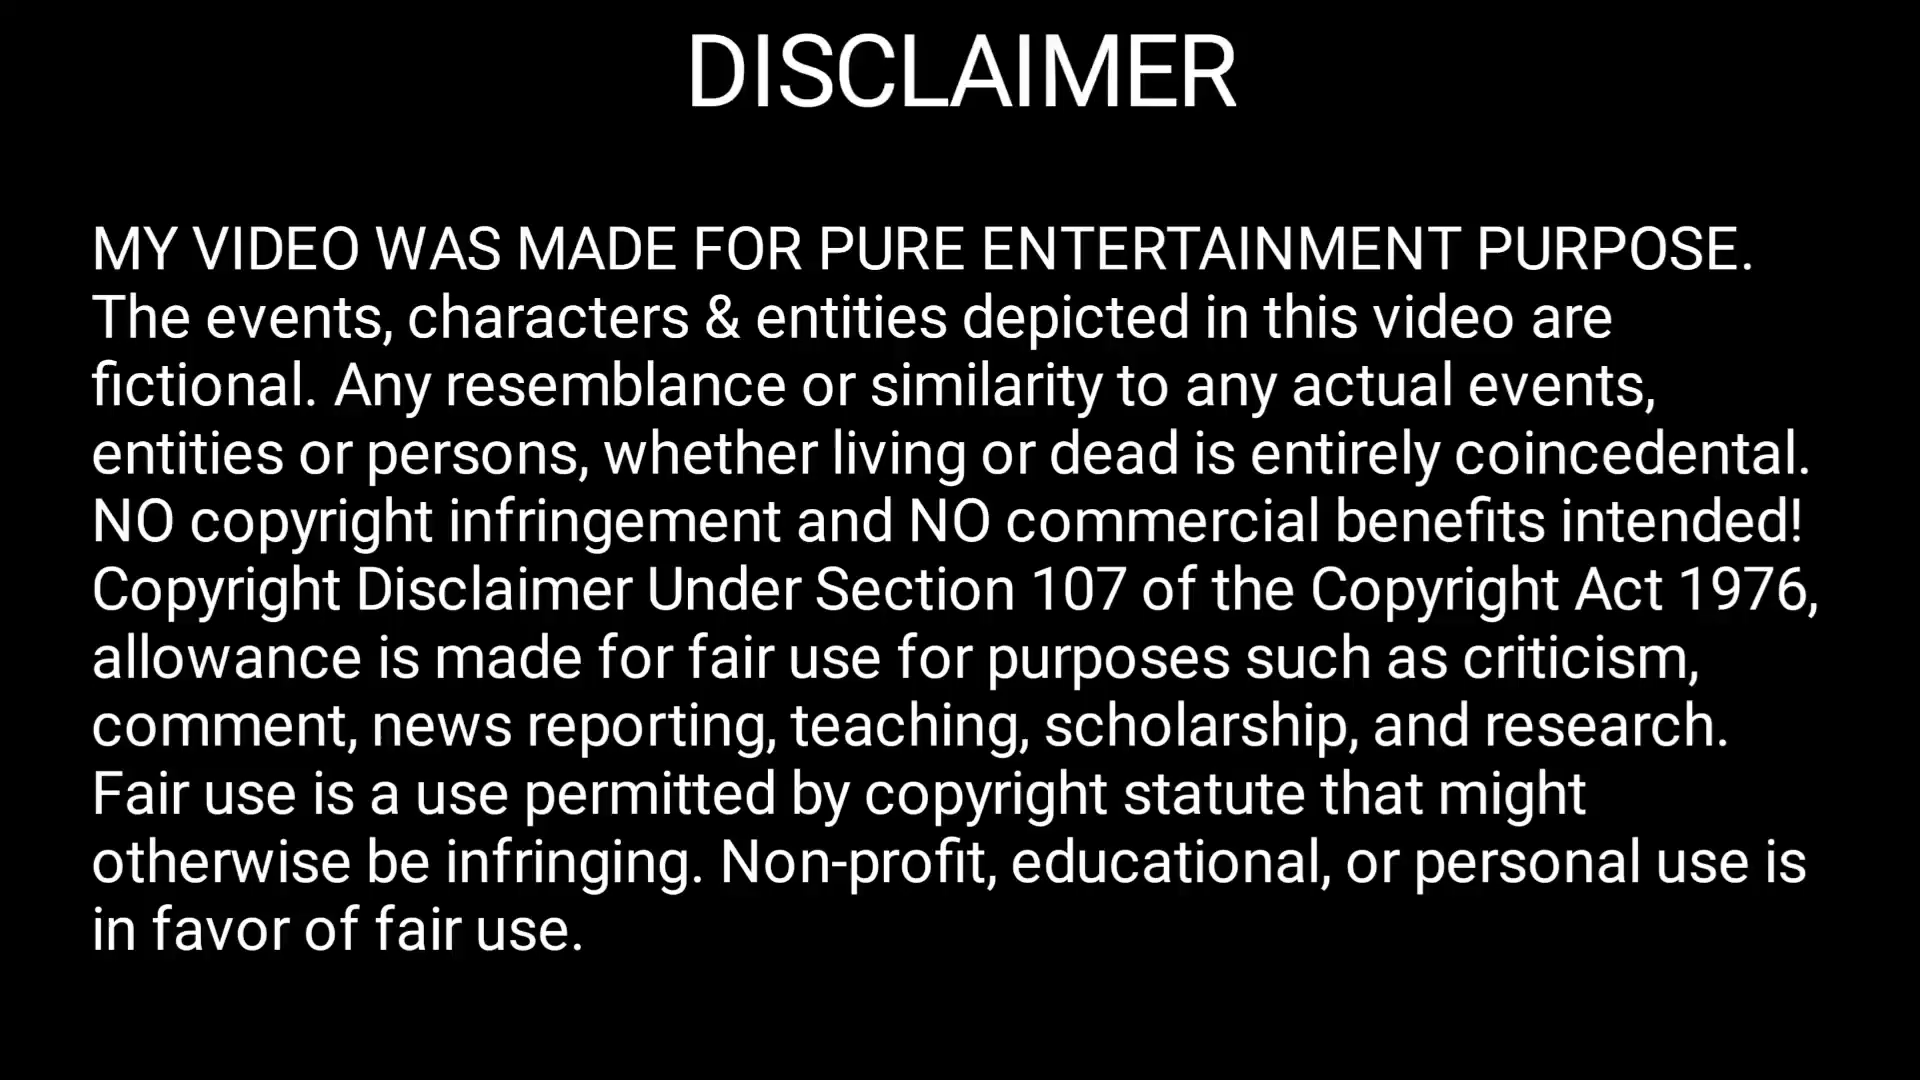 DISCLAIMER
MY VIDEO WAS MADE FOR PURE ENTERTAINMENT PURPOSE.
The events, characters & entities depicted in this video are
fictional. Any resemblance or similarity to any actual events,
entities or persons, whether living or dead is entirely coincedental.
NO copyright infringement and NO commercial benefits intended!
Copyright Disclaimer Under Section 107 of the Copyright Act 1976,
allowance is made for fair use for purposes such as criticism,
comment, news reporting, teaching, scholarship, and research.
Fair use is a use permitted by copyright statute that might
otherwise be infringing. Non-profit, educational, or personal use is
in favor of fair use.